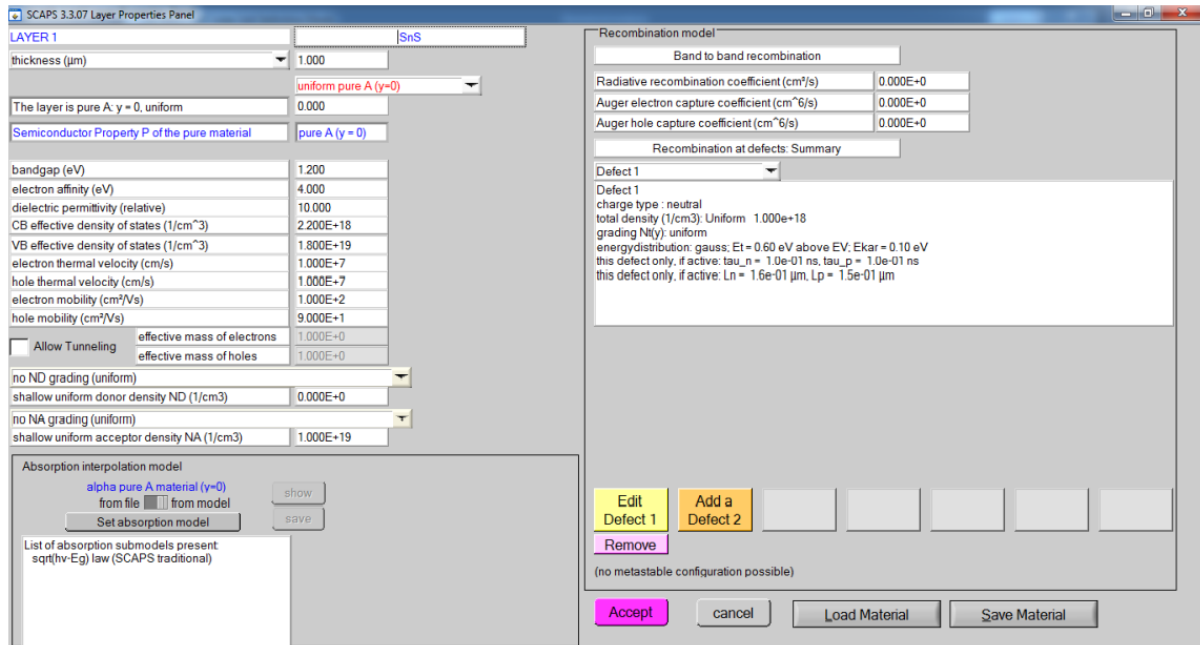 SCAPS 3.3.07 Layer Properties Panel
LAYER 1 SnS
thickness (µm) 1.000
uniform pure A (y=0)
The layer is pure A: y = 0, uniform 0.000
Semiconductor Property P of the pure material pure A (y = 0)
bandgap (eV) 1.200
electron affinity (eV) 4.000
dielectric permittivity (relative) 10.000
CB effective density of states (1/cm^3) 2.200E+18
VB effective density of states (1/cm^3) 1.800E+19
electron thermal velocity (cm/s) 1.000E+7
hole thermal velocity (cm/s) 1.000E+7
electron mobility (cm²/Vs) 1.000E+2
hole mobility (cm²/Vs) 9.000E+1
Allow Tunneling
effective mass of electrons 1.000E+0
effective mass of holes 1.000E+0
no ND grading (uniform)
shallow uniform donor density ND (1/cm3) 0.000E+0
no NA grading (uniform)
shallow uniform acceptor density NA (1/cm3) 1.000E+19
Absorption interpolation model
alpha pure A material (y=0)
from file from model
show
Set absorption model
save
List of absorption submodels present
sqrt(hv-Eg) law (SCAPS traditional)
Recombination model
Band to band recombination
Radiative recombination coefficient (cm³/s) 0.000E+0
Auger electron capture coefficient (cm^6/s) 0.000E+0
Auger hole capture coefficient (cm^6/s) 0.000E+0
Recombination at defects: Summary
Defect 1
Defect 1
charge type : neutral
total density (1/cm3): Uniform 1.000e+18
grading Nt(y): uniform
energydistribution: gauss; Et = 0.60 eV above EV; Ekar = 0.10 eV
this defect only, if active: tau_n = 1.0e-01 ns, tau_p = 1.0e-01 ns
this defect only, if active: Ln = 1.6e-01 µm, Lp = 1.5e-01 µm
Edit
Defect 1
Add a
Defect 2
Remove
(no metastable configuration possible)
Accept cancel Load Material Save Material